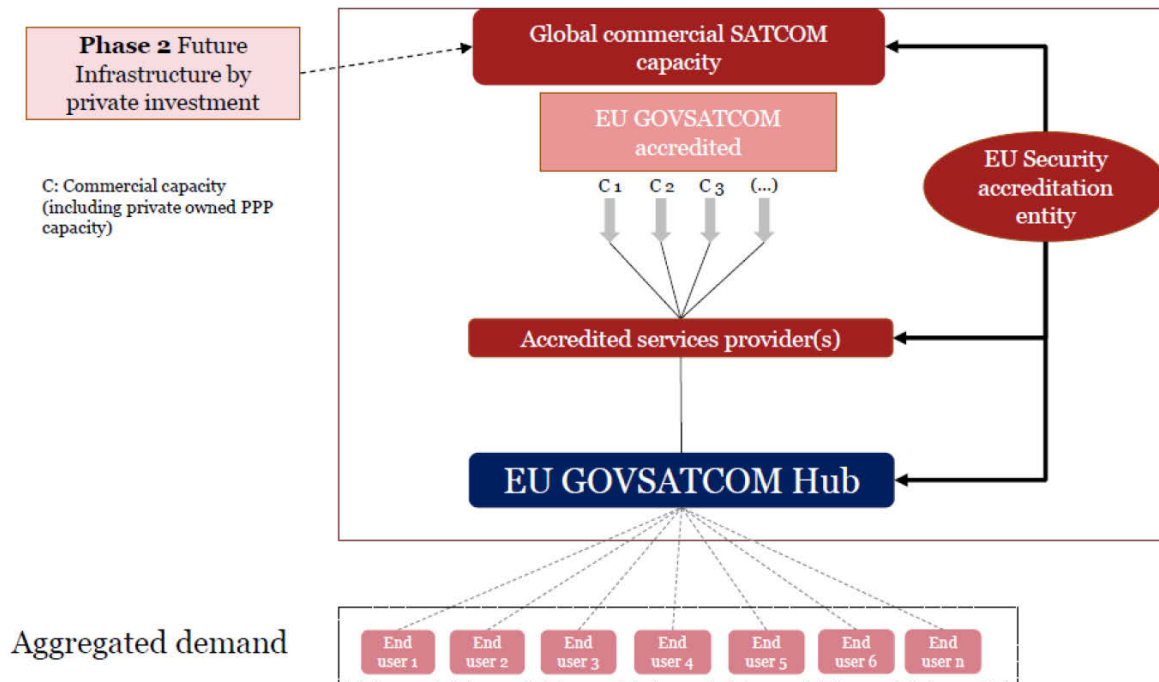 Phase 2 Future
Infrastructure by
private investment
Global commercial SATCOM
capacity
EU GOVSATCOM
accredited
C: Commercial capacity
(including private owned PPP
capacity)
C 1 C 2 C 3 (...)
EU Security
accreditation
entity
Accredited services provider(s)
EU GOVSATCOM Hub
Aggregated demand
End
user 1
End
user 2
End
user 3
End
user 4
End
user 5
End
user 6
End
user n